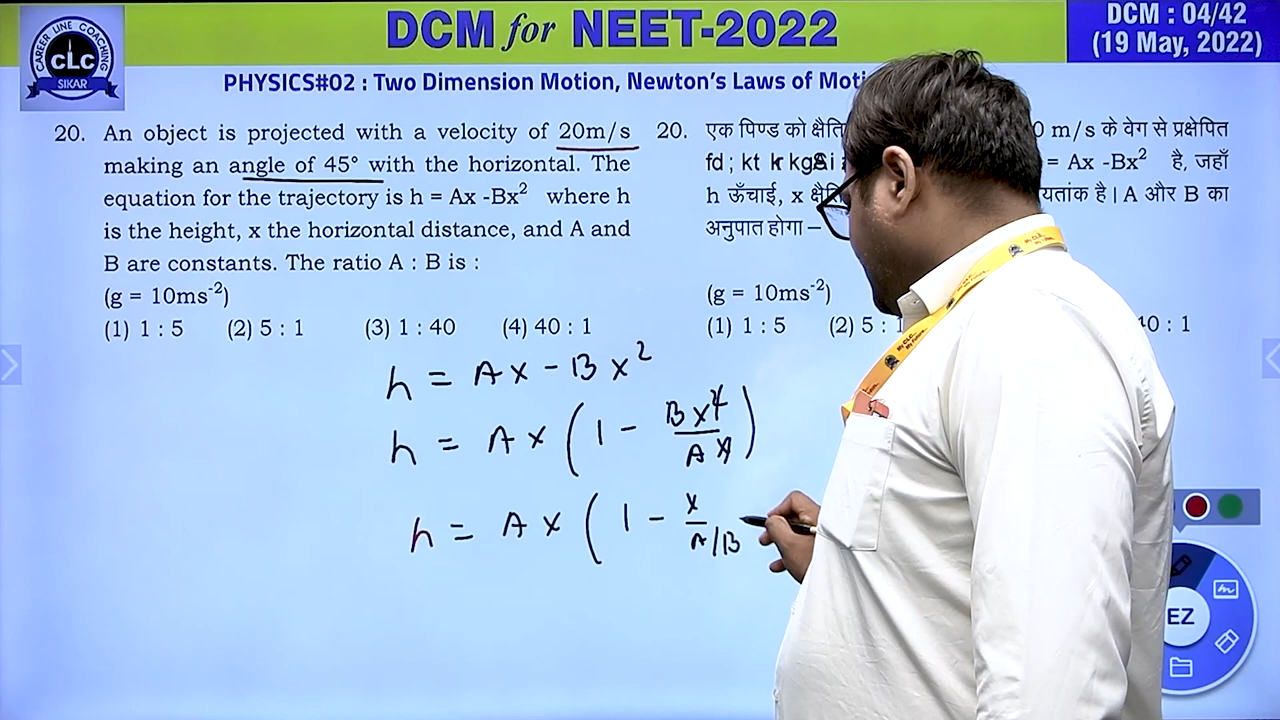 DCM for NEET-2022
DCM : 04/42
(19 May, 2022)
CAREER LINE COACHING
CLC
SIKAR
PHYSICS#02 : Two Dimension Motion, Newton's Laws of Moti
20. An object is projected with a velocity of 20m/s
making an angle of 45° with the horizontal. The
equation for the trajectory is h = Ax -Bx² where h
is the height, x the horizontal distance, and A and
B are constants. The ratio A : B is :
(g = 10ms⁻²)
(1) 1 : 5 (2) 5 : 1 (3) 1 : 40 (4) 40 : 1
20. एक पिण्ड को क्षैति 0 m/s के वेग से प्रक्षेपित
fd ; kt k = Ax -Bx² है, जहाँ
h ऊँचाई, x क्षैति यतांक है। A और B का
अनुपात होगा –
(g = 10ms⁻²)
(1) 1 : 5 (2) 5 : 1 40 : 1
h = Ax - Bx²
h = Ax (1 - Bx²/Ax)
h = Ax (1 - x/A/B
EZ